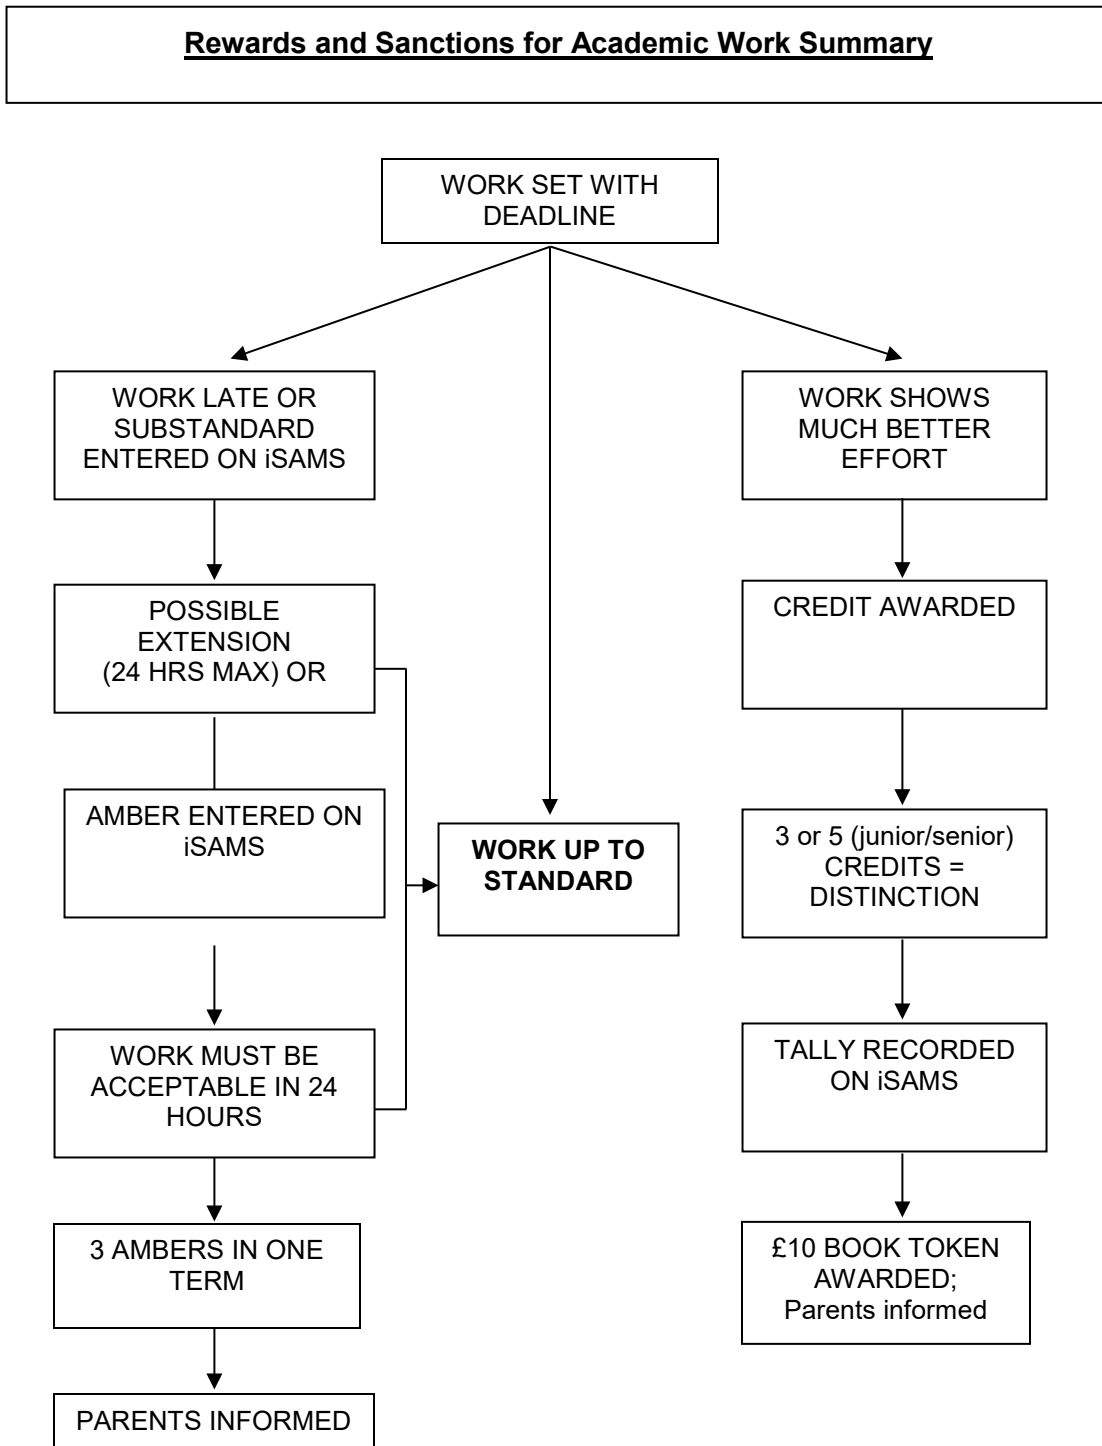 Rewards and Sanctions for Academic Work Summary
WORK SET WITH
DEADLINE
WORK LATE OR
SUBSTANDARD
ENTERED ON iSAMS
POSSIBLE
EXTENSION
(24 HRS MAX) OR
AMBER ENTERED ON
iSAMS
WORK MUST BE
ACCEPTABLE IN 24
HOURS
3 AMBERS IN ONE
TERM
PARENTS INFORMED
WORK UP TO
STANDARD
WORK SHOWS
MUCH BETTER
EFFORT
CREDIT AWARDED
3 or 5 (junior/senior)
CREDITS =
DISTINCTION
TALLY RECORDED
ON iSAMS
£10 BOOK TOKEN
AWARDED;
Parents informed